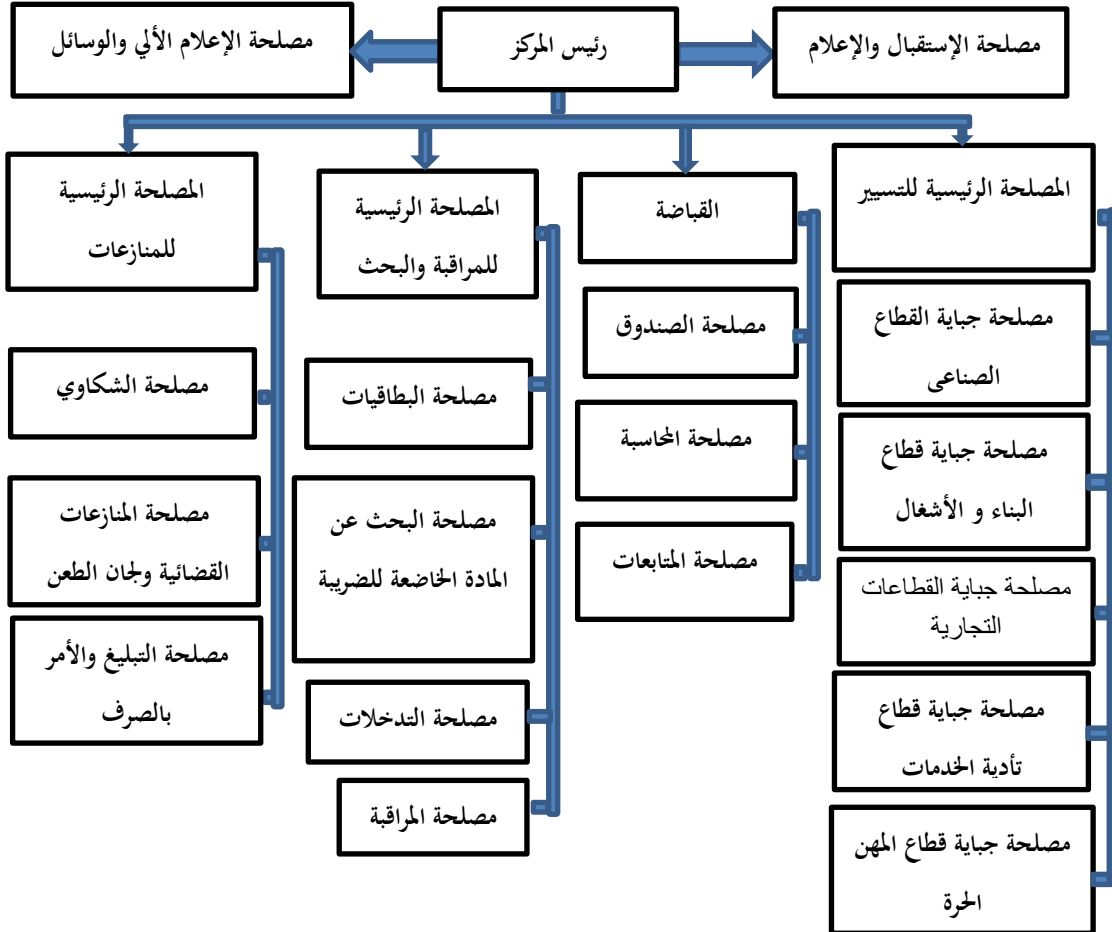 مصلحة الإستقبال والإعلام
رئيس المركز
مصلحة الإعلام الألي والوسائل
المصلحة الرئيسية للتسيير
مصلحة جباية القطاع
الصناعى
مصلحة جباية قطاع
البناء و الأشغال
مصلحة جباية القطاعات
التجارية
مصلحة جباية قطاع
تأدية الخدمات
مصلحة جباية قطاع المهن
الحرة
القباضة
مصلحة الصندوق
مصلحة المحاسبة
مصلحة المتابعات
المصلحة الرئيسية
للمراقبة والبحث
مصلحة البطاقيات
مصلحة البحث عن
المادة الخاضعة للضريبة
مصلحة التدخلات
مصلحة المراقبة
المصلحة الرئيسية
للمنازعات
مصلحة الشكاوي
مصلحة المنازعات
القضائية ولجان الطعن
مصلحة التبليغ والأمر
بالصرف